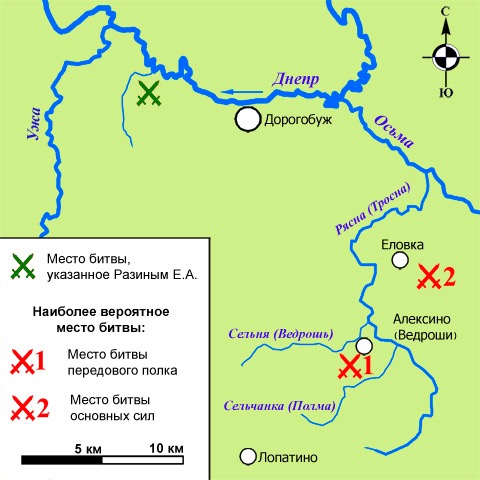 С
Ю
Днепр
Дорогобуж
Ужа
Осьма
Рясна (Тросна)
Еловка
2
Алексино
(Ведроши)
Сельня (Ведрошь)
1
Сельчанка (Полма)
Лопатино
Место битвы,
указанное Разиным Е.А.
Наиболее вероятное
место битвы:
1
Место битвы
передового полка
2
Место битвы
основных сил
5 км
10 км